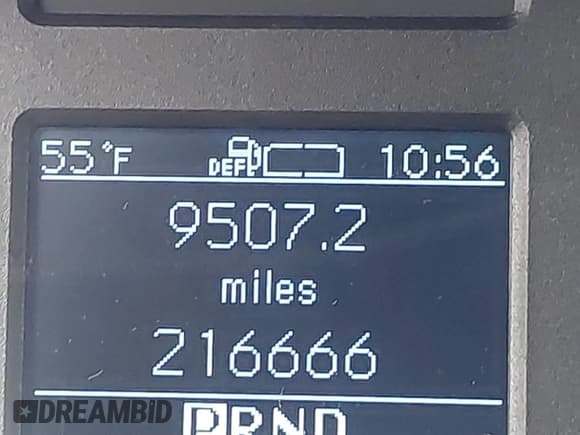 55°F DEF 10:56
9507.2
miles
216666
PRND
DREAMBID